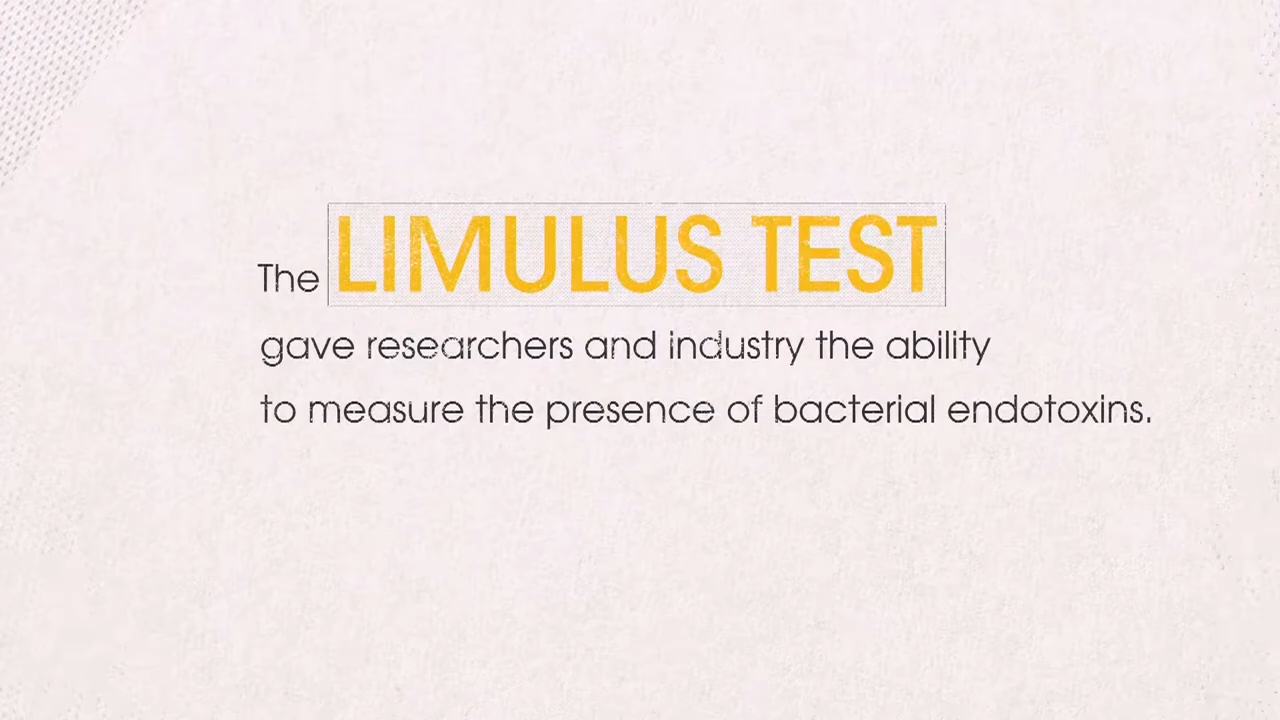 The LIMULUS TEST
gave researchers and industry the ability
to measure the presence of bacterial endotoxins.